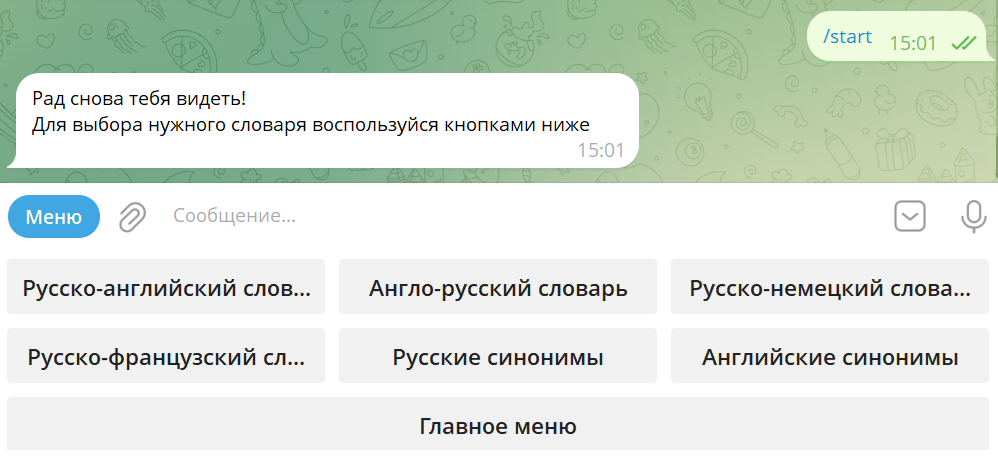 /start 15:01
Рад снова тебя видеть!
Для выбора нужного словаря воспользуйся кнопками ниже
15:01
Меню Сообщение...
Русско-английский слов... Англо-русский словарь Русско-немецкий слова...
Русско-французский сл... Русские синонимы Английские синонимы
Главное меню